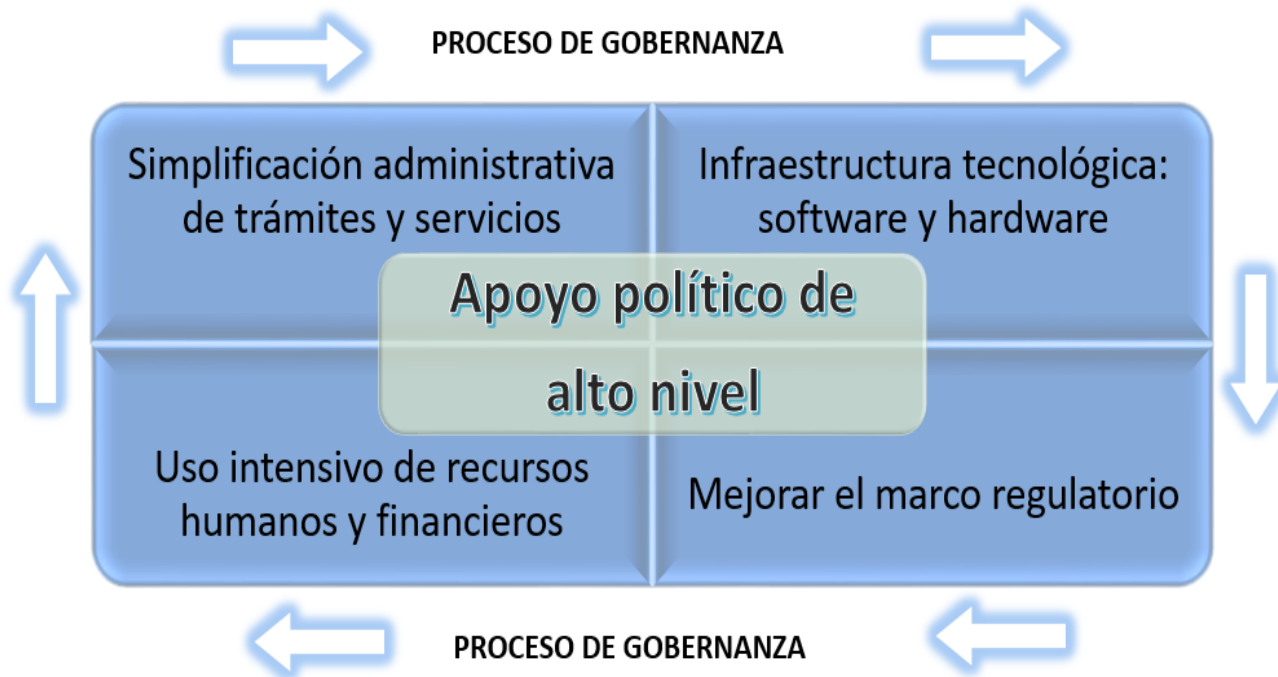 PROCESO DE GOBERNANZA
Simplificación administrativa
de trámites y servicios
Infraestructura tecnológica:
software y hardware
Apoyo político de
alto nivel
Uso intensivo de recursos
humanos y financieros
Mejorar el marco regulatorio
PROCESO DE GOBERNANZA